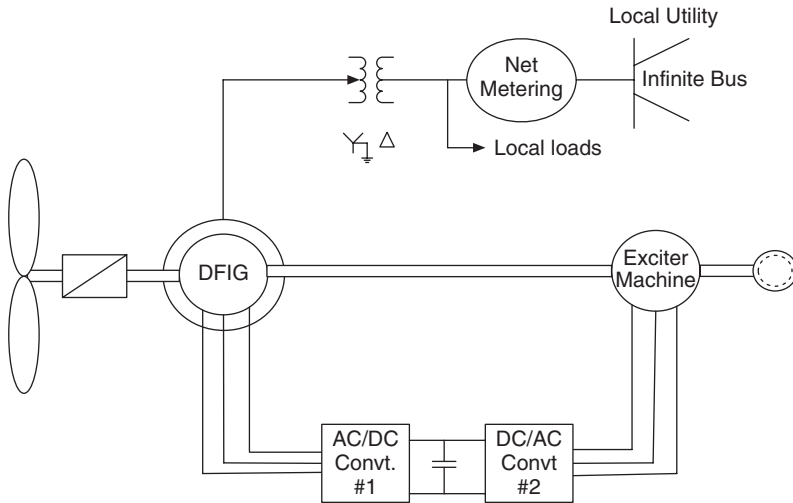 Local Utility
Net
Metering
Infinite Bus
Local loads
DFIG
Exciter
Machine
AC/DC
Convt.
#1
DC/AC
Convt
#2